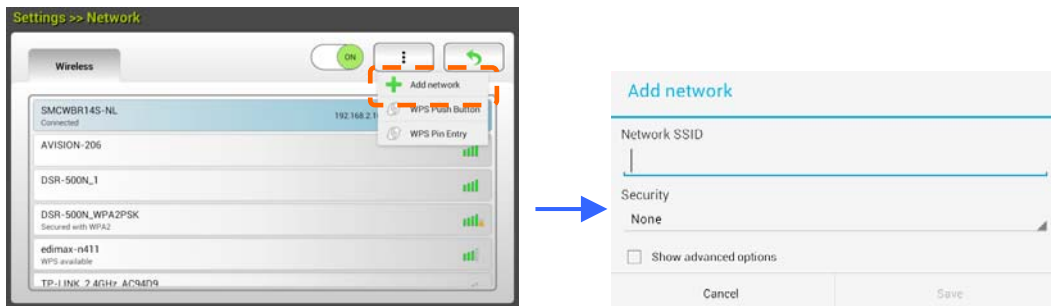 Settings >> Network
Wireless
ON
Add network
WPS Push Button
WPS Pin Entry
SMCWBR14S-NL
192.168.2.1
Connected
AVISION-206
DSR-500N_1
DSR-500N_WPA2PSK
Secured with WPA2
edimax-n411
WPS available
TP-LINK_2.4GHz_AC94D9
Add network
Network SSID
Security
None
Show advanced options
Cancel
Save